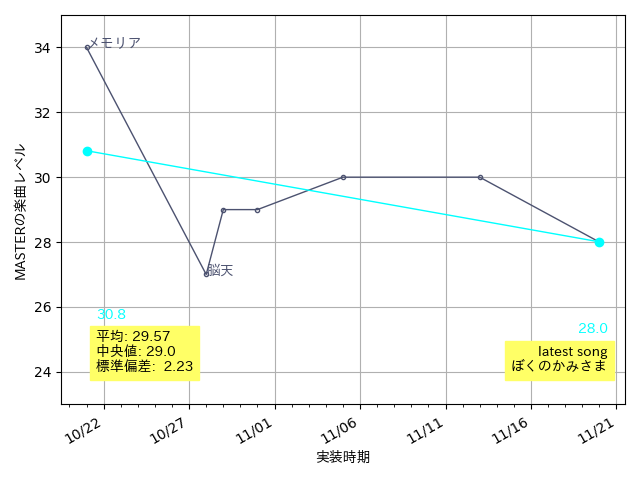 34
32
30
28
26
24
MASTERの楽曲レベル
メモリア
脳天
30.8
平均: 29.57
中央値: 29.0
標準偏差: 2.23
28.0
latest song
ぼくのかみさま
10/22
10/27
11/01
11/06
11/11
11/16
11/21
実装時期